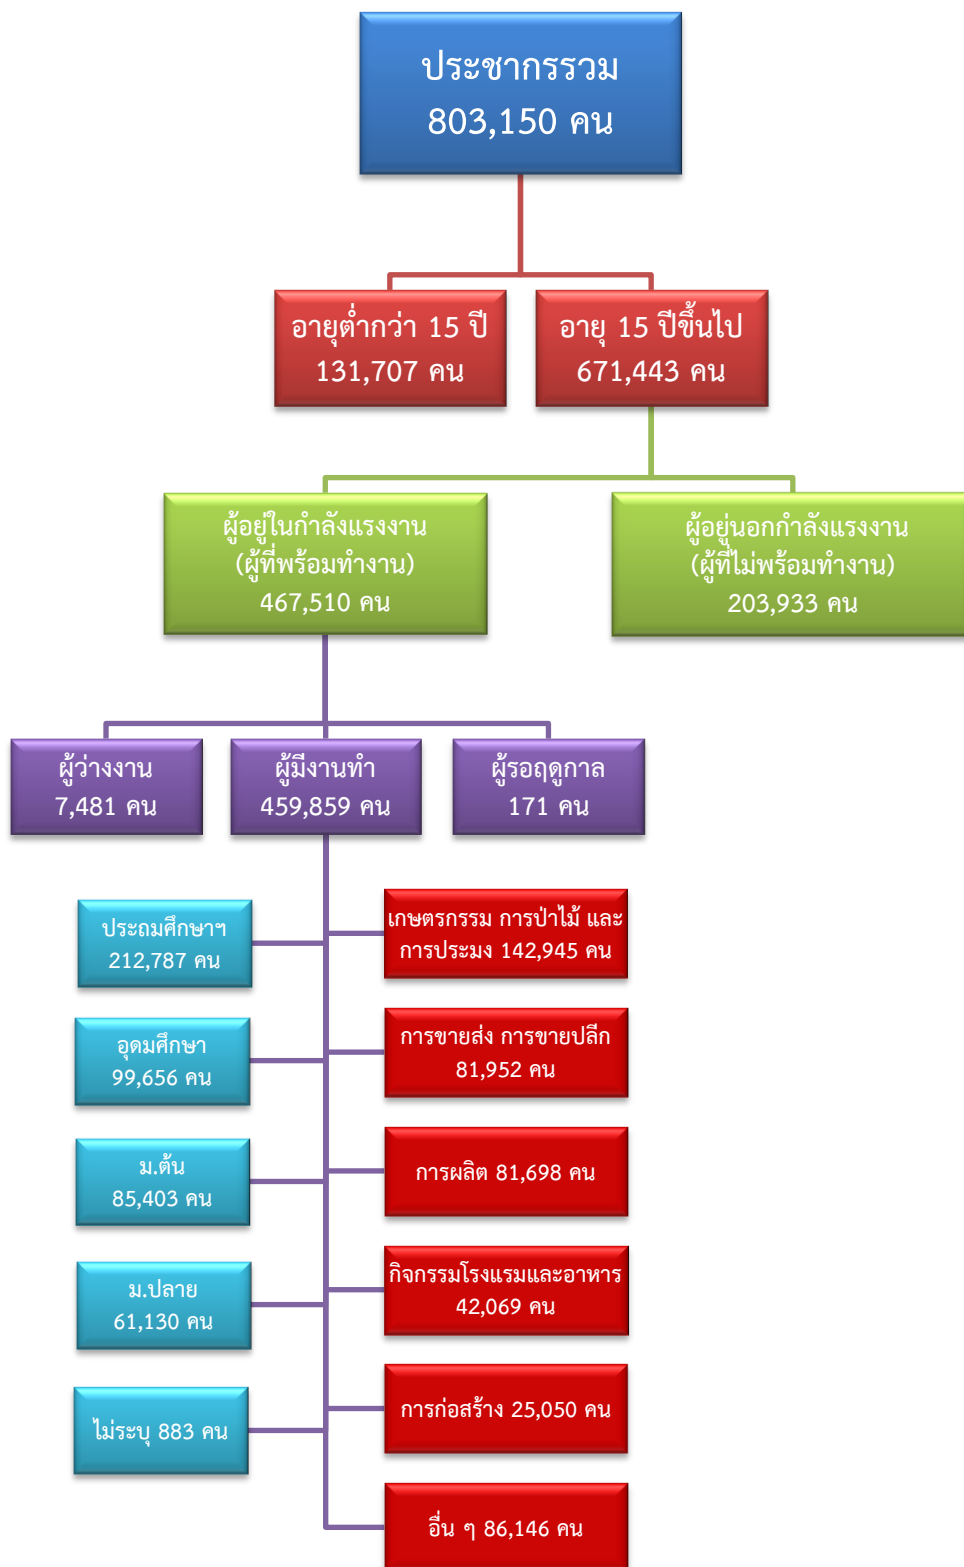 ประชากรรวม
803,150 คน
อายุต่ำกว่า 15 ปี
131,707 คน
อายุ 15 ปีขึ้นไป
671,443 คน
ผู้อยู่ในกำลังแรงงาน
(ผู้ที่พร้อมทำงาน)
467,510 คน
ผู้อยู่นอกกำลังแรงงาน
(ผู้ที่ไม่พร้อมทำงาน)
203,933 คน
ผู้ว่างงาน
7,481 คน
ผู้มีงานทำ
459,859 คน
ผู้รอฤดูกาล
171 คน
ประถมศึกษาฯ
212,787 คน
อุดมศึกษา
99,656 คน
ม.ต้น
85,403 คน
ม.ปลาย
61,130 คน
ไม่ระบุ 883 คน
เกษตรกรรม การป่าไม้ และ
การประมง 142,945 คน
การขายส่ง การขายปลีก
81,952 คน
การผลิต 81,698 คน
กิจกรรมโรงแรมและอาหาร
42,069 คน
การก่อสร้าง 25,050 คน
อื่น ๆ 86,146 คน